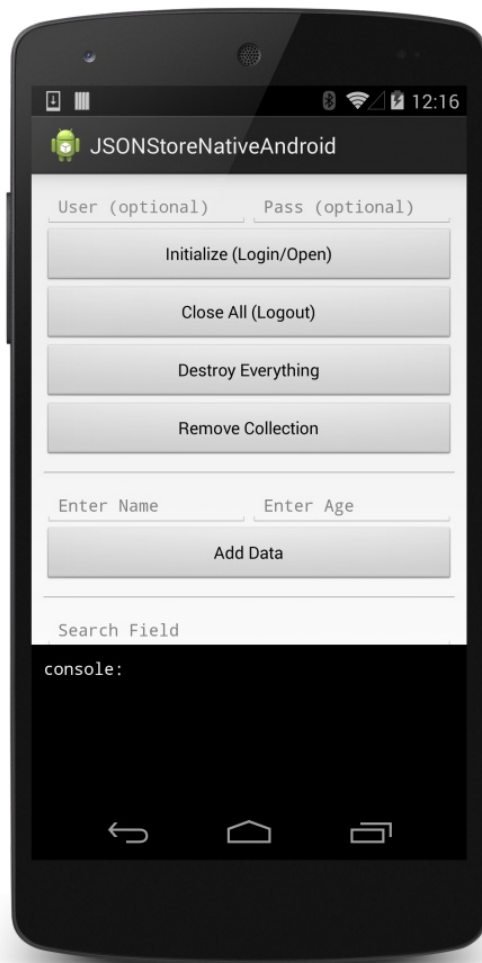 12:16
JSONStoreNativeAndroid
User (optional) Pass (optional)
Initialize (Login/Open)
Close All (Logout)
Destroy Everything
Remove Collection
Enter Name Enter Age
Add Data
Search Field
console: